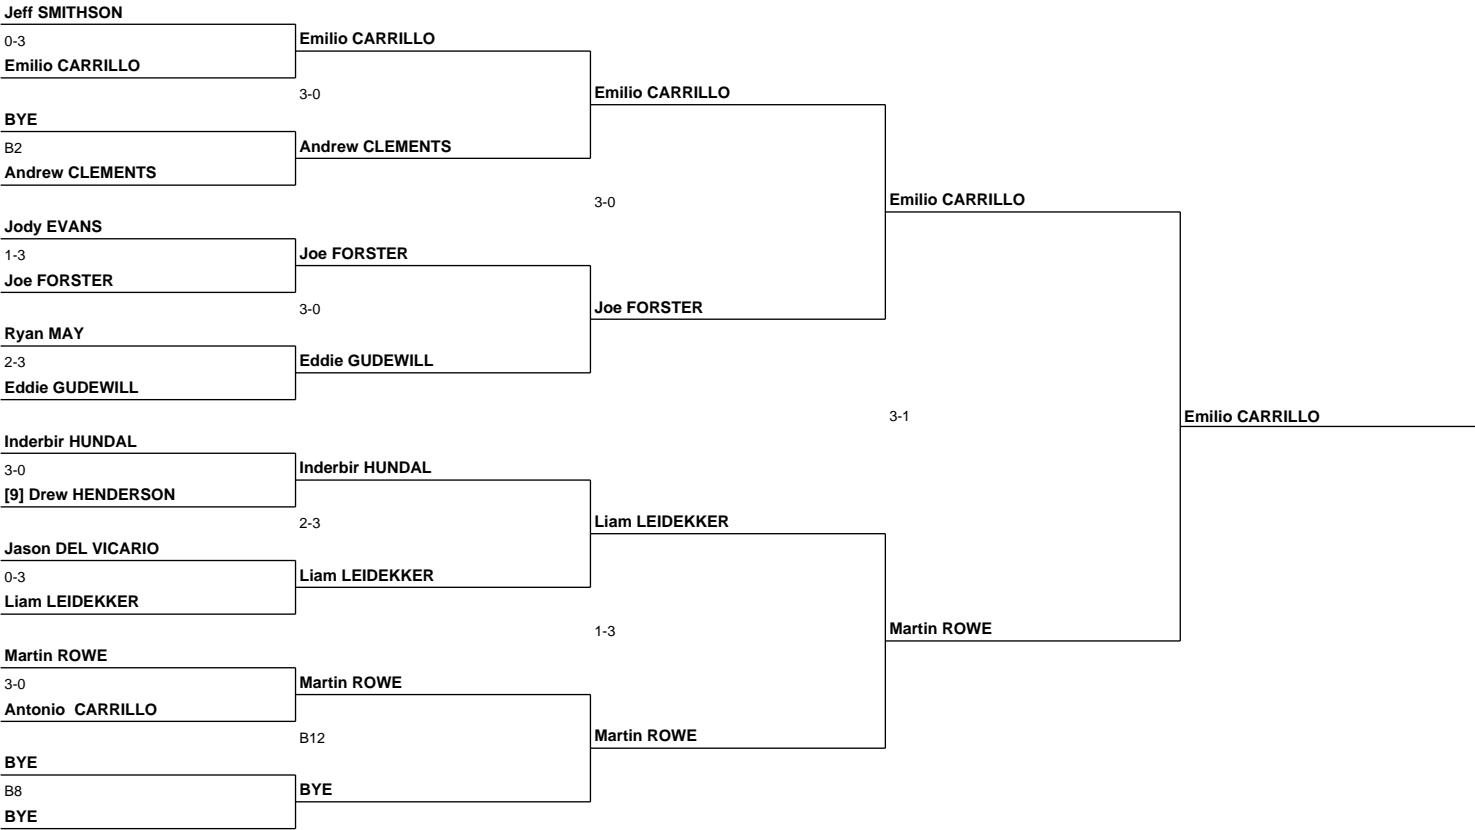 Jeff SMITHSON
0-3
Emilio CARRILLO
BYE
B2
Andrew CLEMENTS
Jody EVANS
1-3
Joe FORSTER
Ryan MAY
2-3
Eddie GUDEWILL
Inderbir HUNDAL
3-0
[9] Drew HENDERSON
Jason DEL VICARIO
0-3
Liam LEIDEKKER
Martin ROWE
3-0
Antonio  CARRILLO
BYE
B8
BYE
Emilio CARRILLO
3-0
Andrew CLEMENTS
Joe FORSTER
3-0
Eddie GUDEWILL
Inderbir HUNDAL
2-3
Liam LEIDEKKER
Martin ROWE
B12
BYE
Emilio CARRILLO
3-0
Joe FORSTER
Liam LEIDEKKER
1-3
Martin ROWE
Emilio CARRILLO
3-1
Martin ROWE
Emilio CARRILLO